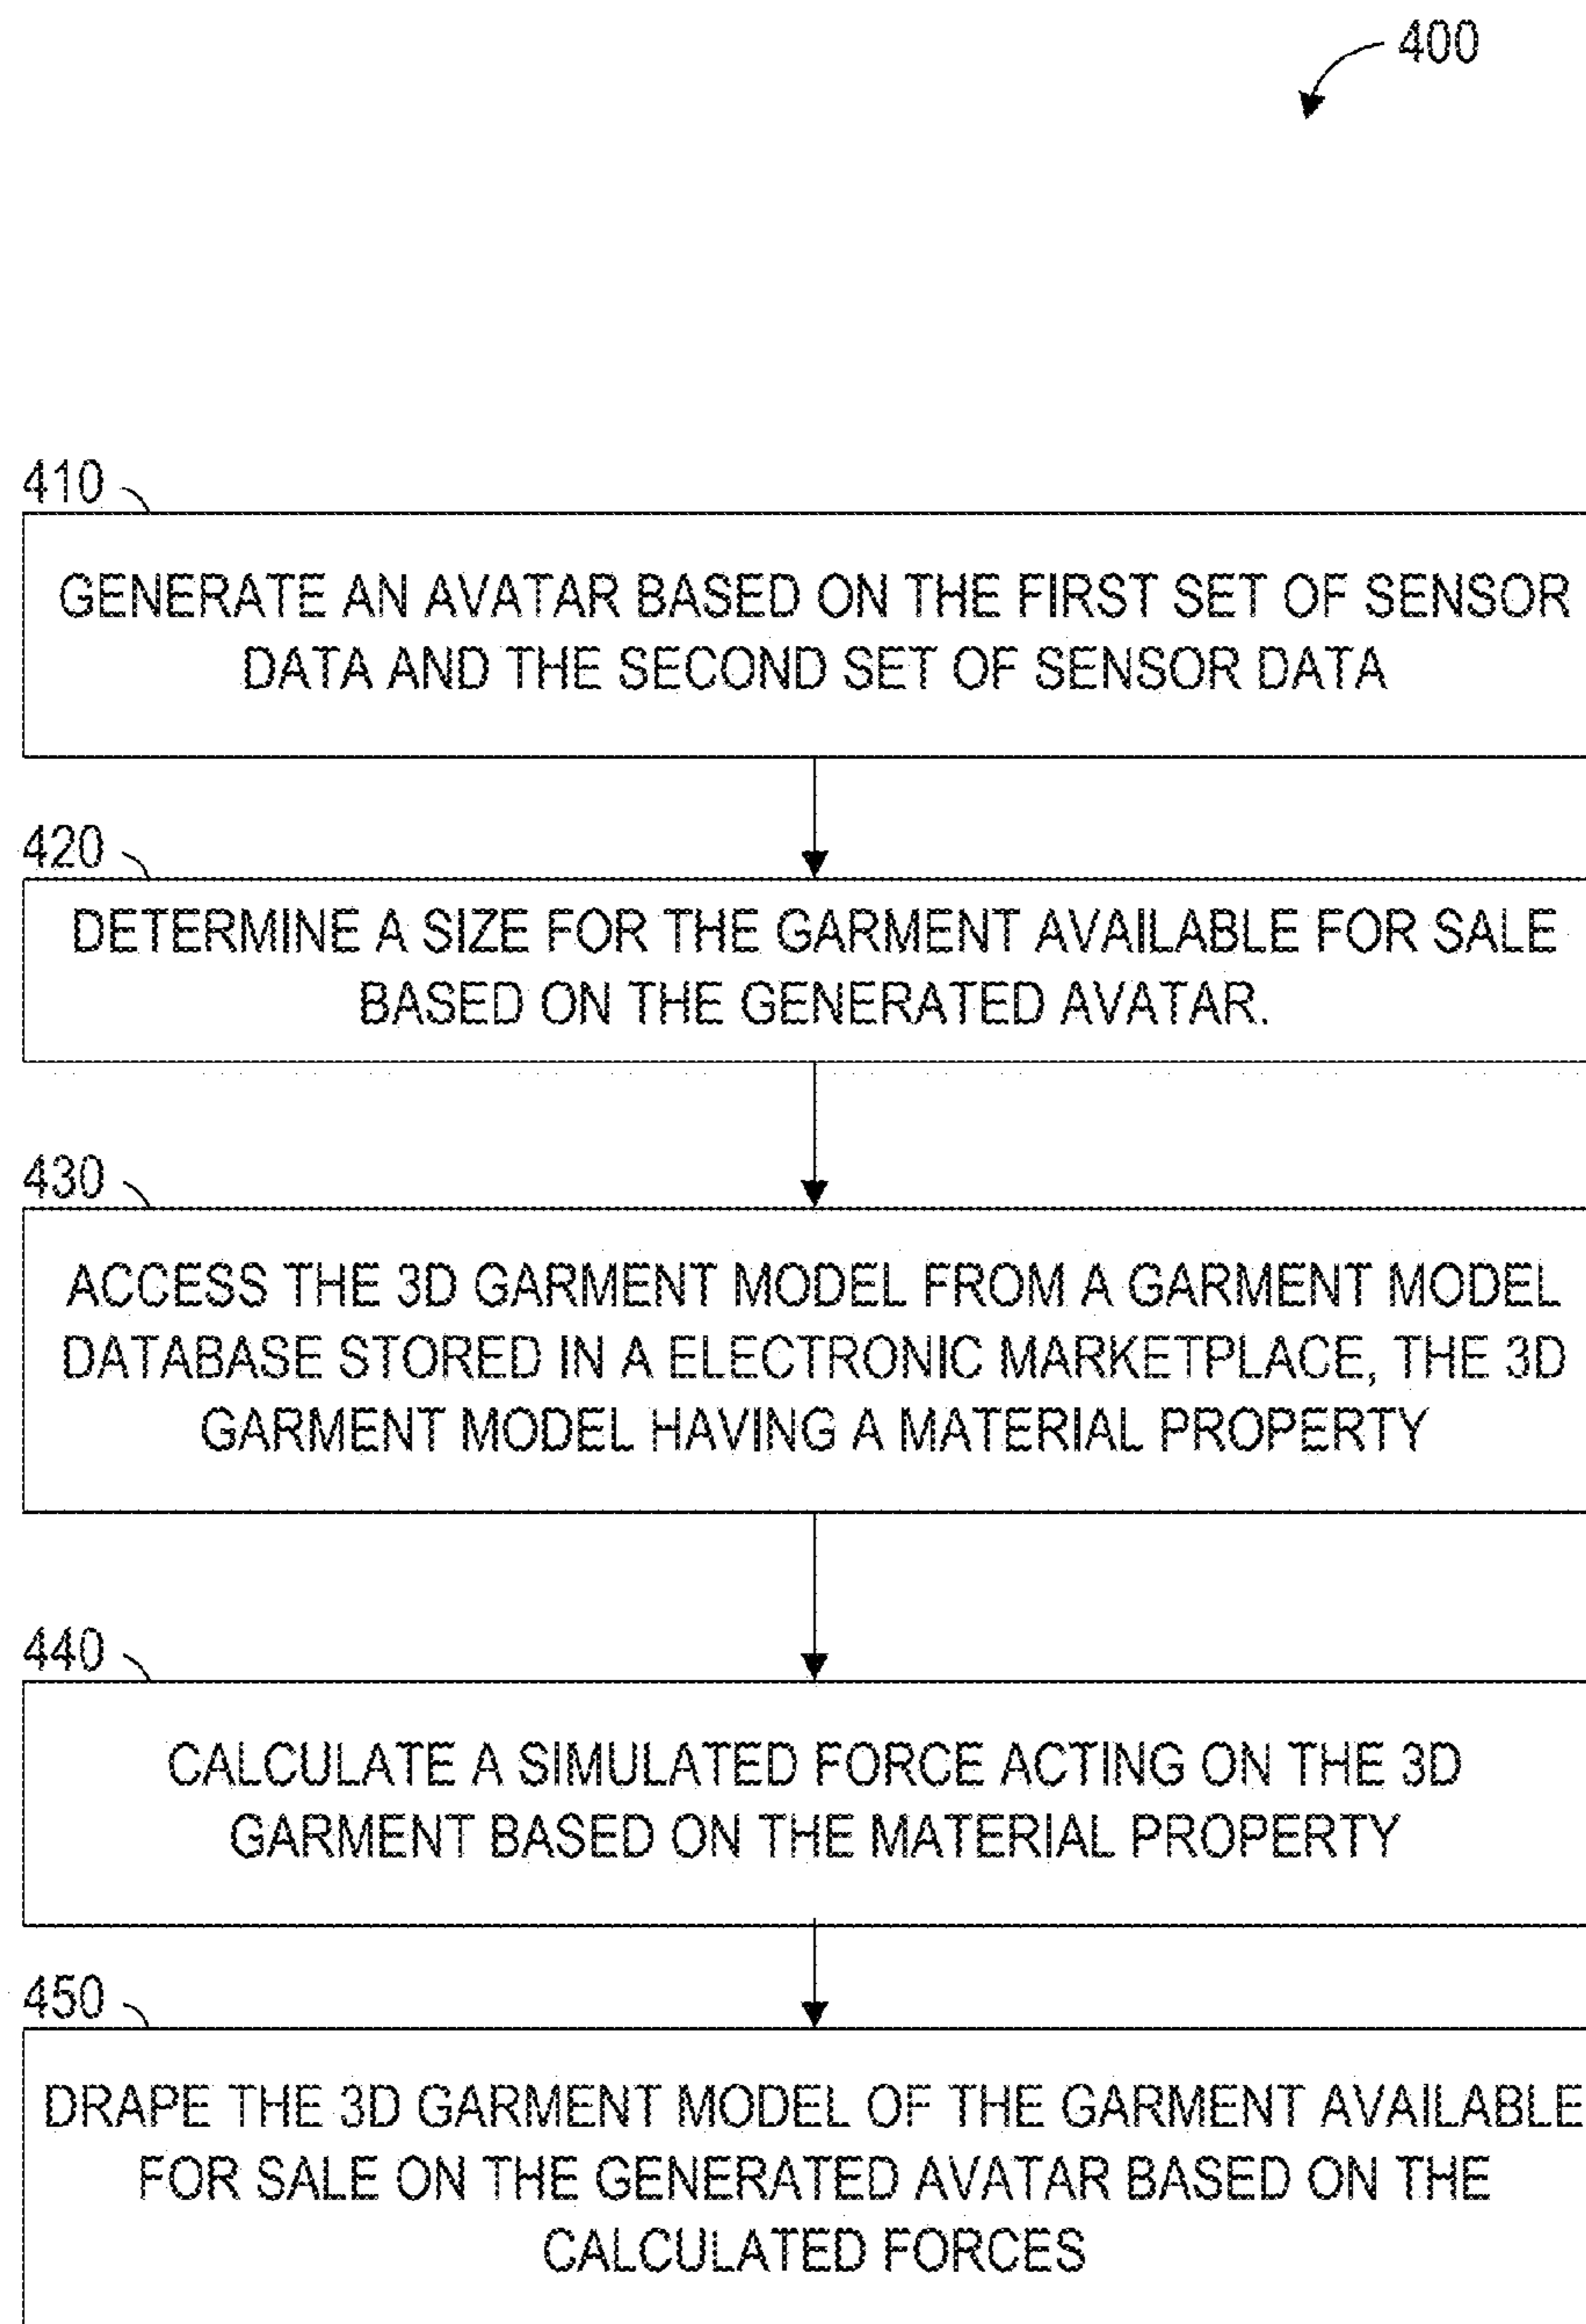 400
410
GENERATE AN AVATAR BASED ON THE FIRST SET OF SENSOR
DATA AND THE SECOND SET OF SENSOR DATA
420
DETERMINE A SIZE FOR THE GARMENT AVAILABLE FOR SALE
BASED ON THE GENERATED AVATAR.
430
ACCESS THE 3D GARMENT MODEL FROM A GARMENT MODEL
DATABASE STORED IN A ELECTRONIC MARKETPLACE, THE 3D
GARMENT MODEL HAVING A MATERIAL PROPERTY
440
CALCULATE A SIMULATED FORCE ACTING ON THE 3D
GARMENT BASED ON THE MATERIAL PROPERTY
450
DRAPE THE 3D GARMENT MODEL OF THE GARMENT AVAILABLE
FOR SALE ON THE GENERATED AVATAR BASED ON THE
CALCULATED FORCES